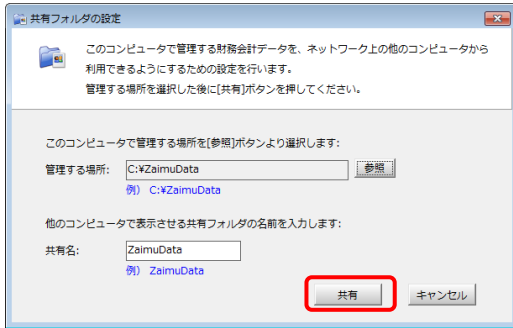 共有フォルダの設定
このコンピュータで管理する財務会計データを、ネットワーク上の他のコンピュータから
利用できるようにするための設定を行います。
管理する場所を選択した後に[共有]ボタンを押してください。
このコンピュータで管理する場所を[参照]ボタンより選択します:
管理する場所: C:¥ZaimuData 参照
例） C:¥ZaimuData
他のコンピュータで表示させる共有フォルダの名前を入力します:
共有名: ZaimuData
例） ZaimuData
共有 キャンセル